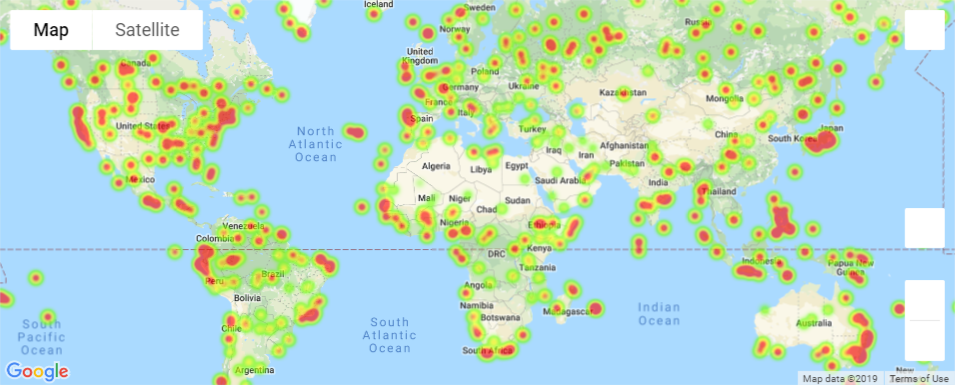 Map Satellite
Iceland
Sweden
Norway
Russia
Canada
United Kingdom
Poland
Germany
Ukraine
Kazakhstan
Mongolia
France
Spain
Italy
Turkey
United States
North Atlantic Ocean
China
South Korea
Japan
Afghanistan
Iraq
Iran
Pakistan
Algeria
Libya
Egypt
Saudi Arabia
India
Thailand
Mexico
Mali
Niger
Chad
Sudan
Nigeria
Ethiopia
Venezuela
Colombia
DRC
Kenya
Tanzania
Indonesia
Papua New Guinea
Brazil
Peru
Bolivia
Angola
Namibia
Botswana
Madagascar
Indian Ocean
Australia
South Pacific Ocean
South Atlantic Ocean
Chile
Argentina
South Africa
New
Google
Map data ©2019 Terms of Use